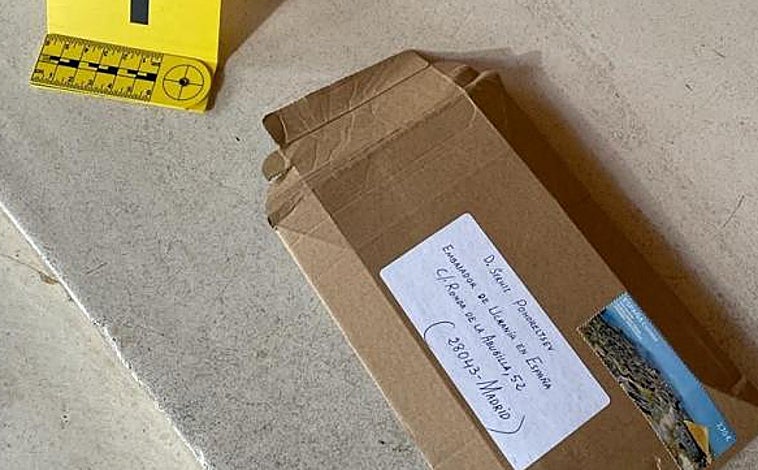 D. SERHII POHORELTSEV
EMBAJADOR DE UCRANIA EN ESPAÑA
C/. RONDA DE LA ABUBILLA, 52
(28043-MADRID)